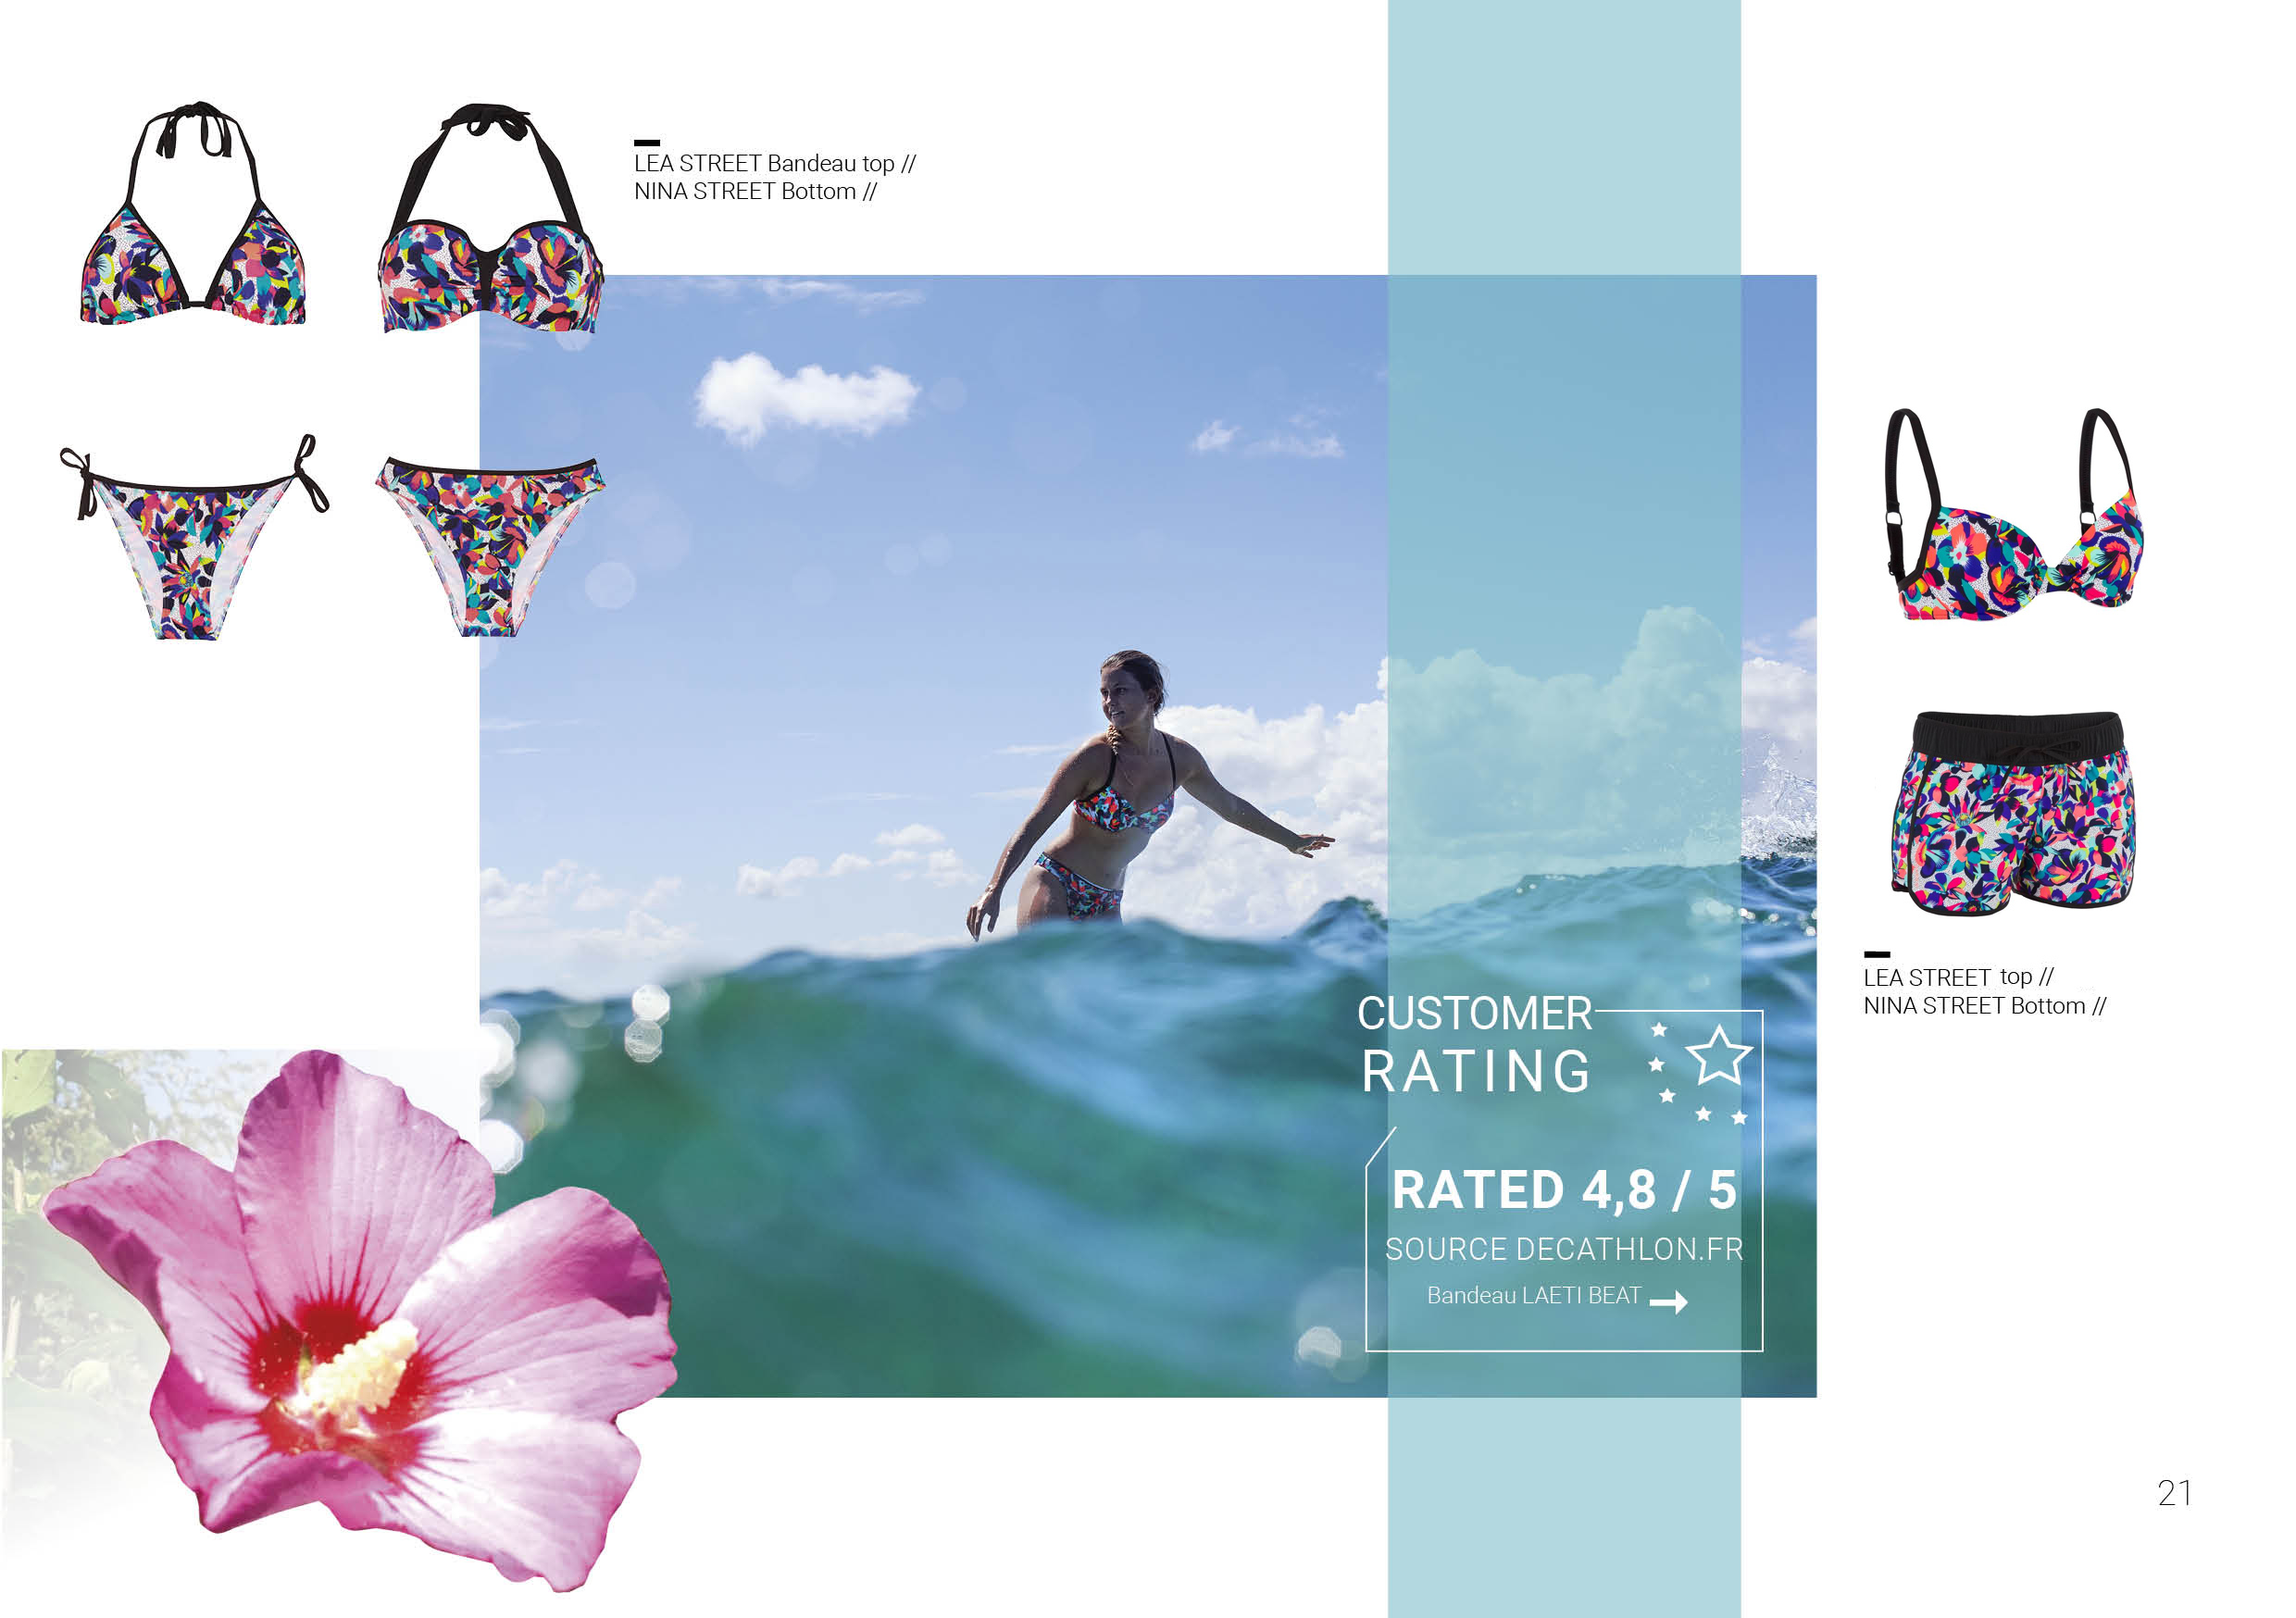 LEA STREET Bandeau top //
NINA STREET Bottom //
LEA STREET top //
NINA STREET Bottom //
CUSTOMER
RATING
RATED 4,8 / 5
SOURCE DECATHLON.FR
Bandeau LAETI BEAT
21